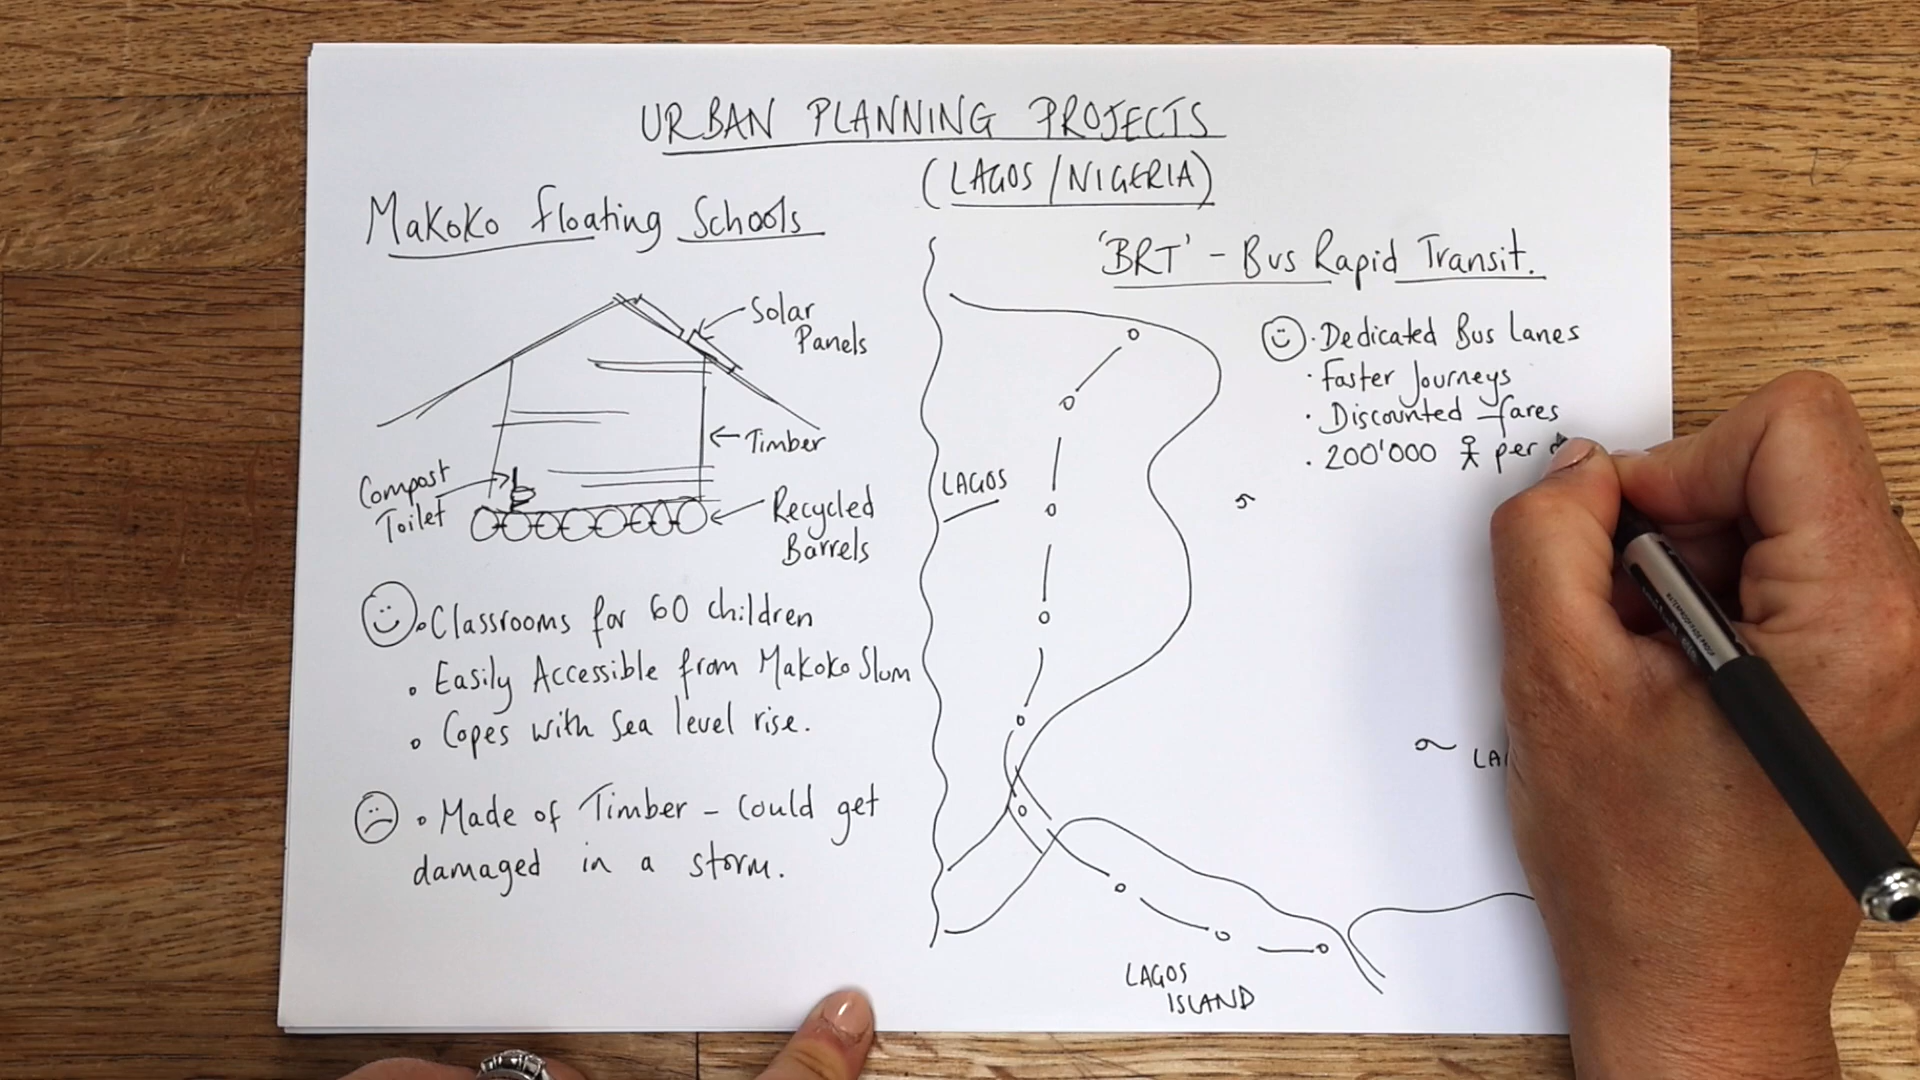 URBAN PLANNING PROJECTS
(LAGOS/NIGERIA)
Makoko Floating Schools
Solar
Panels
Timber
Compost
Toilet
Recycled
Barrels
• Classrooms for 60 children
• Easily Accessible from Makoko Slum
• Copes with Sea level rise.
• Made of Timber - Could get
damaged in a storm.
'BRT' - Bus Rapid Transit.
• Dedicated Bus Lanes
• Faster Journeys
• Discounted fares
• 200'000 per
LAGOS
LAGOS
ISLAND